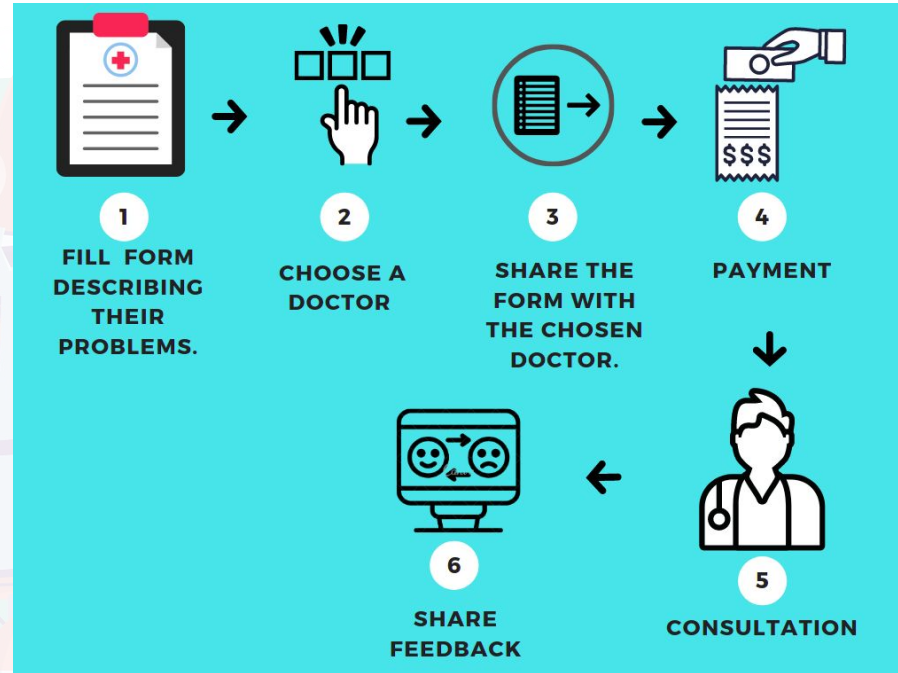 1
FILL FORM
DESCRIBING
THEIR
PROBLEMS.
2
CHOOSE A
DOCTOR
3
SHARE THE
FORM WITH
THE CHOSEN
DOCTOR.
4
$$$
PAYMENT
5
CONSULTATION
6
SHARE
FEEDBACK